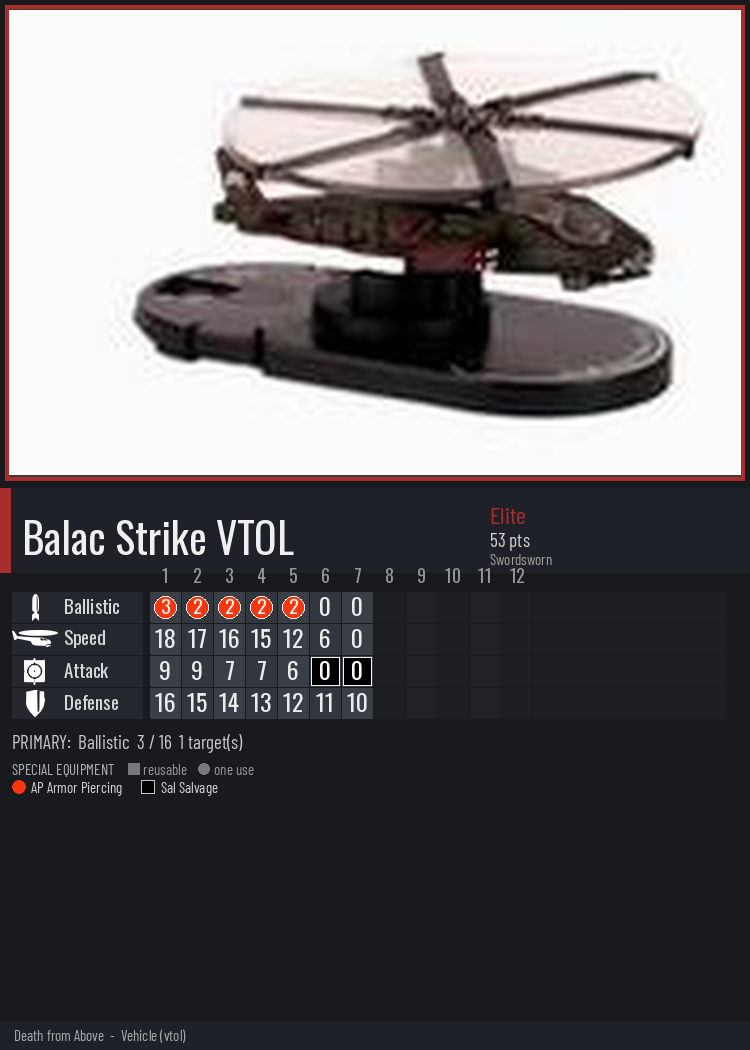 Balac Strike VTOL
Elite
53 pts
Swordsworn
1 2 3 4 5 6 7 8 9 10 11 12
Ballistic 3 2 2 2 2 0 0
Speed 18 17 16 15 12 6 0
Attack 9 9 7 7 6 0 0
Defense 16 15 14 13 12 11 10
PRIMARY: Ballistic 3 / 16 1 target(s)
SPECIAL EQUIPMENT reusable one use
AP Armor Piercing Sal Salvage
Death from Above - Vehicle (vtol)